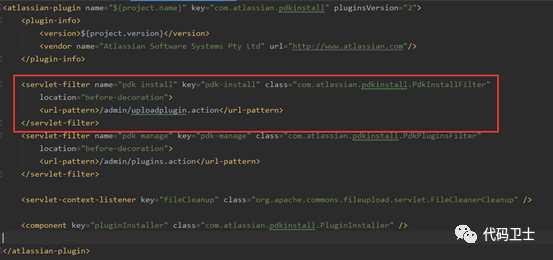 <atlassian-plugin name="${project.name}" key="com.atlassian.pdkinstall" pluginsVersion="2">
<plugin-info>
<version>${project.version}</version>
<vendor name="Atlassian Software Systems Pty Ltd" url="http://www.atlassian.com"/>
</plugin-info>
<servlet-filter name="pdk install" key="pdk-install" class="com.atlassian.pdkinstall.PdkInstallFilter"
location="before-decoration">
<url-pattern>/admin/uploadplugin.action</url-pattern>
</servlet-filter>
<servlet-filter name="pdk manage" key="pdk-manage" class="com.atlassian.pdkinstall.PdkPluginsFilter"
location="before-decoration">
<url-pattern>/admin/plugins.action</url-pattern>
</servlet-filter>
<servlet-context-listener key="fileCleanup" class="org.apache.commons.fileupload.servlet.FileCleanerCleanup" />
<component key="pluginInstaller" class="com.atlassian.pdkinstall.PluginInstaller" />
代码卫士
</atlassian-plugin>